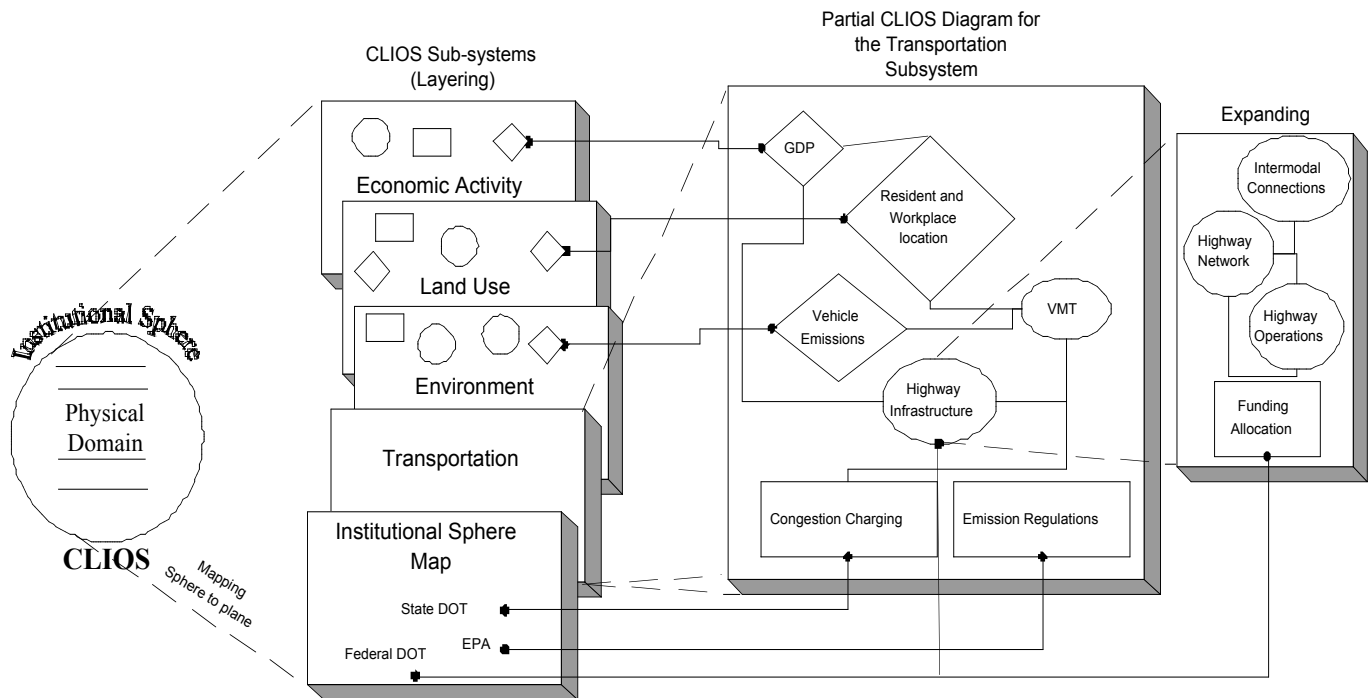 Partial CLIOS Diagram for
the Transportation
Subsystem
CLIOS Sub-systems
(Layering)
Expanding
Economic Activity
Land Use
Environment
Transportation
Institutional Sphere
Map
State DOT
EPA
Federal DOT
Institutional Sphere
Physical
Domain
CLIOS
Mapping
Sphere to plane
GDP
Resident and
Workplace
location
Vehicle
Emissions
VMT
Highway
Infrastructure
Congestion Charging
Emission Regulations
Intermodal
Connections
Highway
Network
Highway
Operations
Funding
Allocation